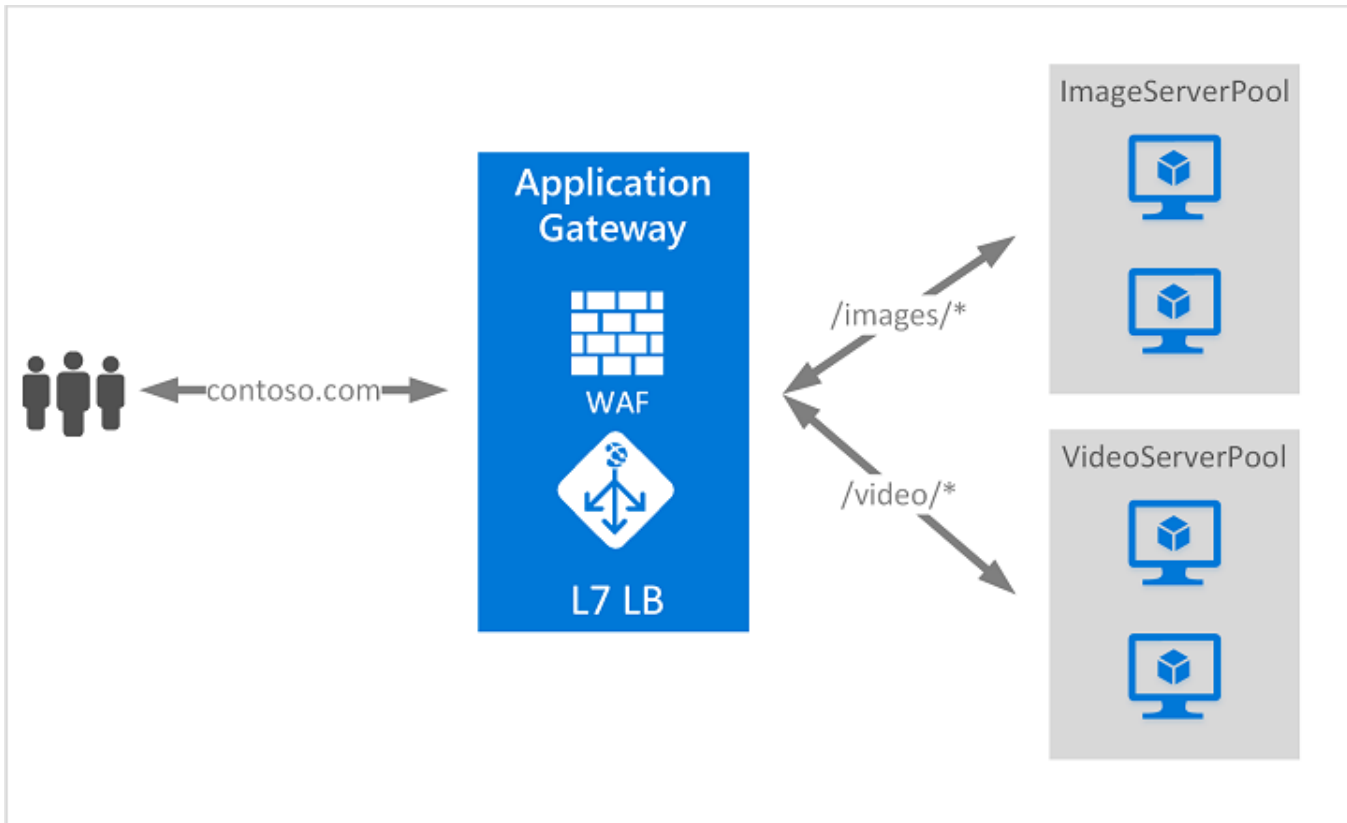 contoso.com
Application
Gateway
WAF
L7 LB
/images/*
/video/*
ImageServerPool
VideoServerPool